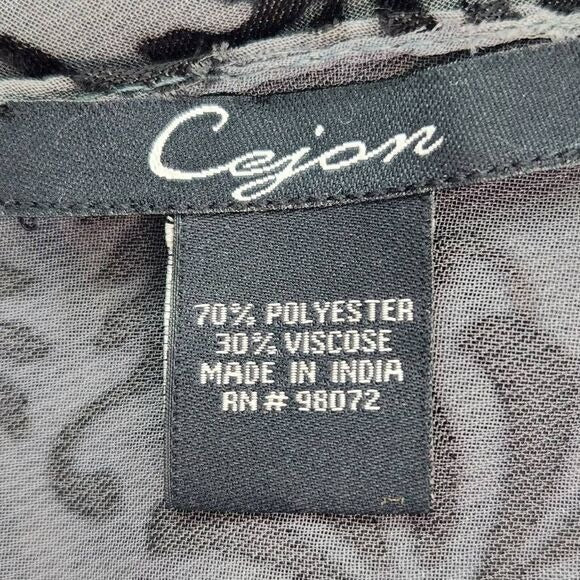 Cejon
70% POLYESTER
30% VISCOSE
MADE IN INDIA
RN # 98072